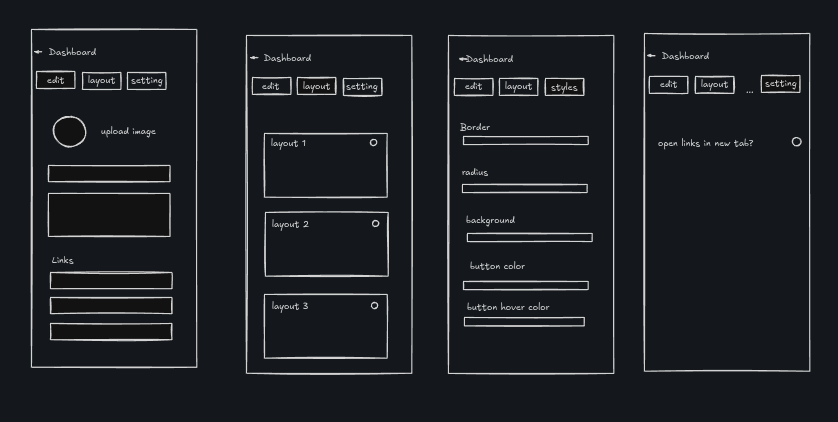 ← Dashboard
edit layout setting
upload image
Links
← Dashboard
edit layout setting
layout 1
layout 2
layout 3
←Dashboard
edit layout styles
Border
radius
background
button color
button hover color
← Dashboard
edit layout ... setting
open links in new tab?